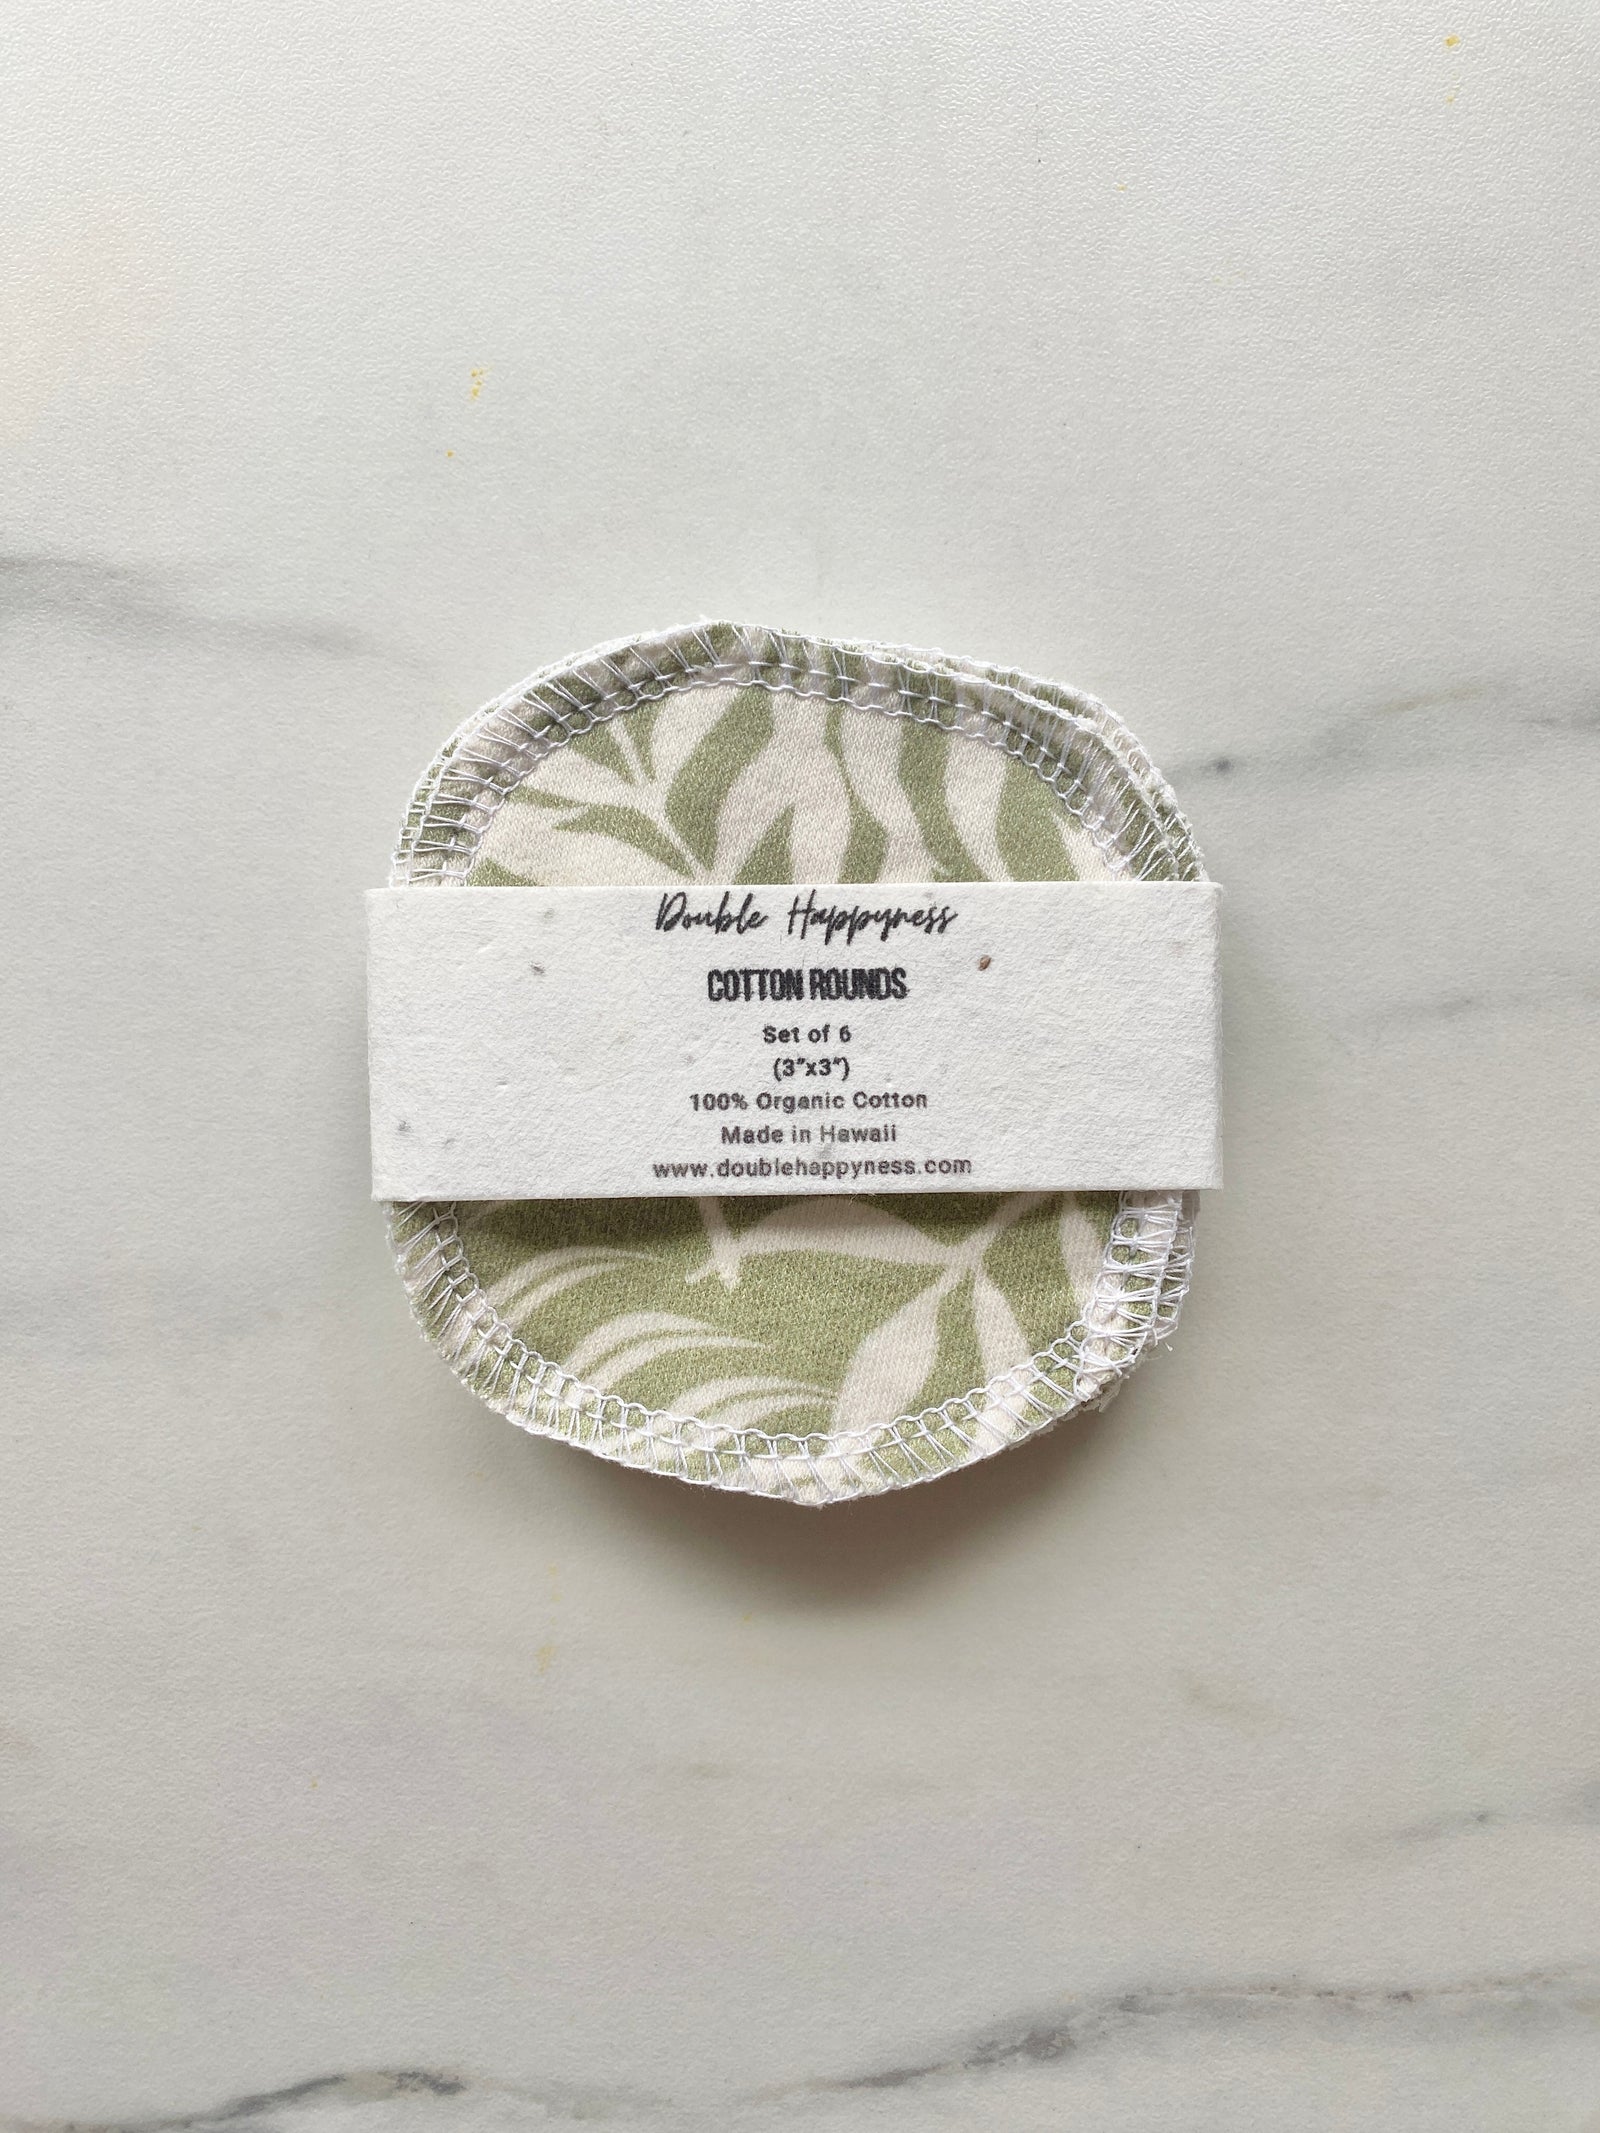 Double Happyness
COTTON ROUNDS
Set of 6
(3"x3")
100% Organic Cotton
Made in Hawaii
www.doublehappyness.com